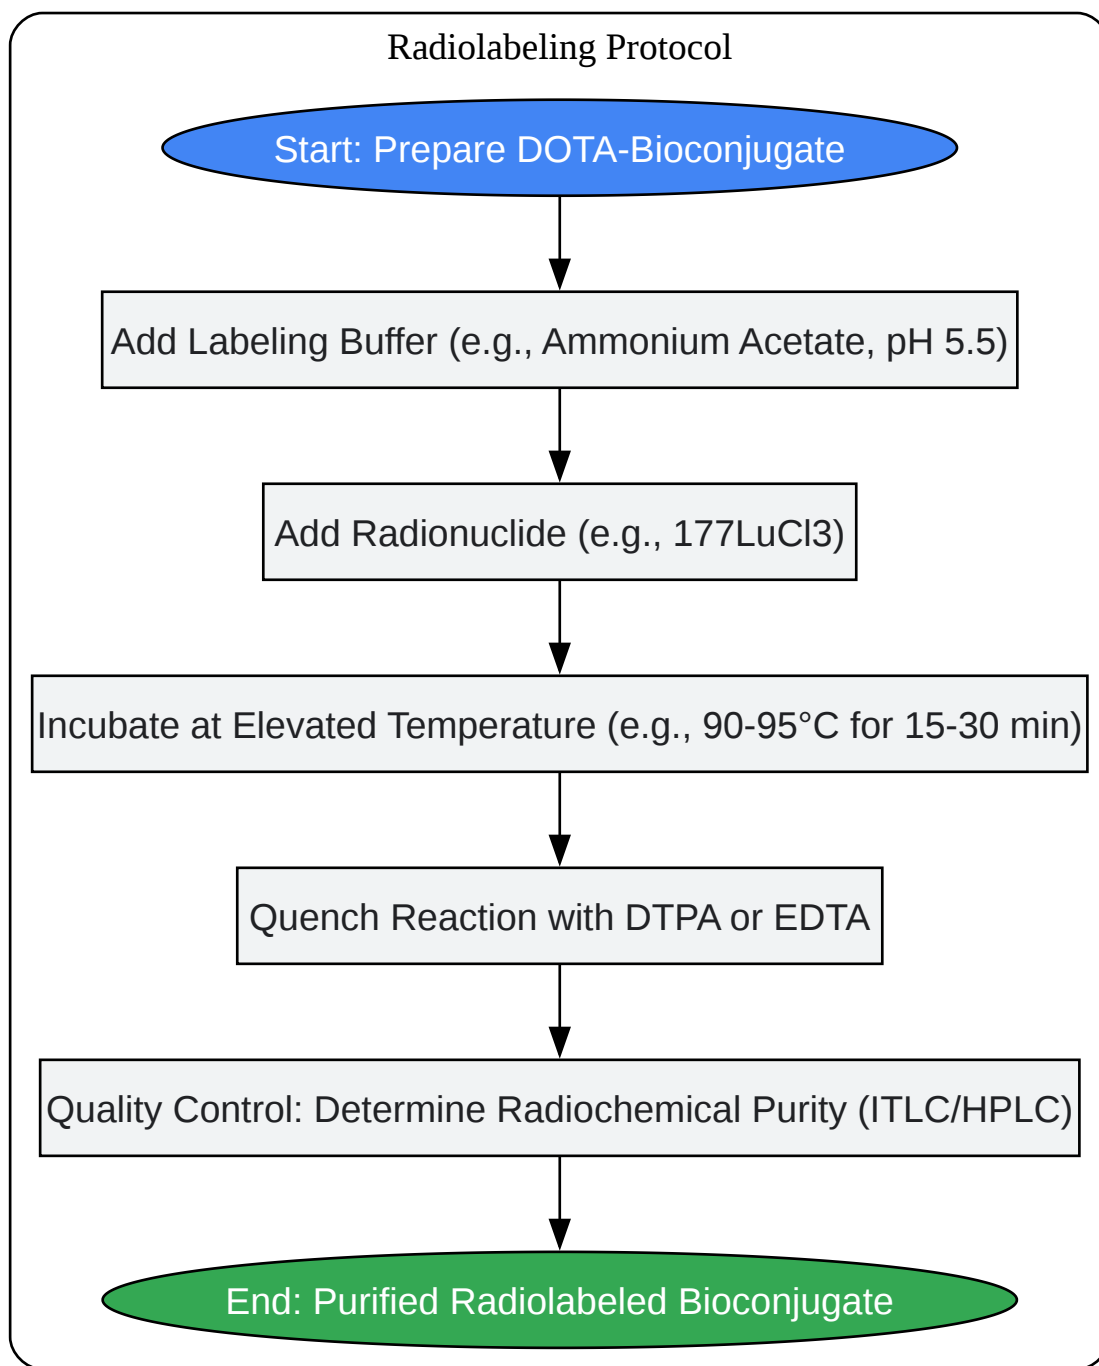 Radiolabeling Protocol
Start: Prepare DOTA-Bioconjugate
Add Labeling Buffer (e.g., Ammonium Acetate, pH 5.5)
Add Radionuclide (e.g., 177LuCl3)
Incubate at Elevated Temperature (e.g., 90-95°C for 15-30 min)
Quench Reaction with DTPA or EDTA
Quality Control: Determine Radiochemical Purity (ITLC/HPLC)
End: Purified Radiolabeled Bioconjugate